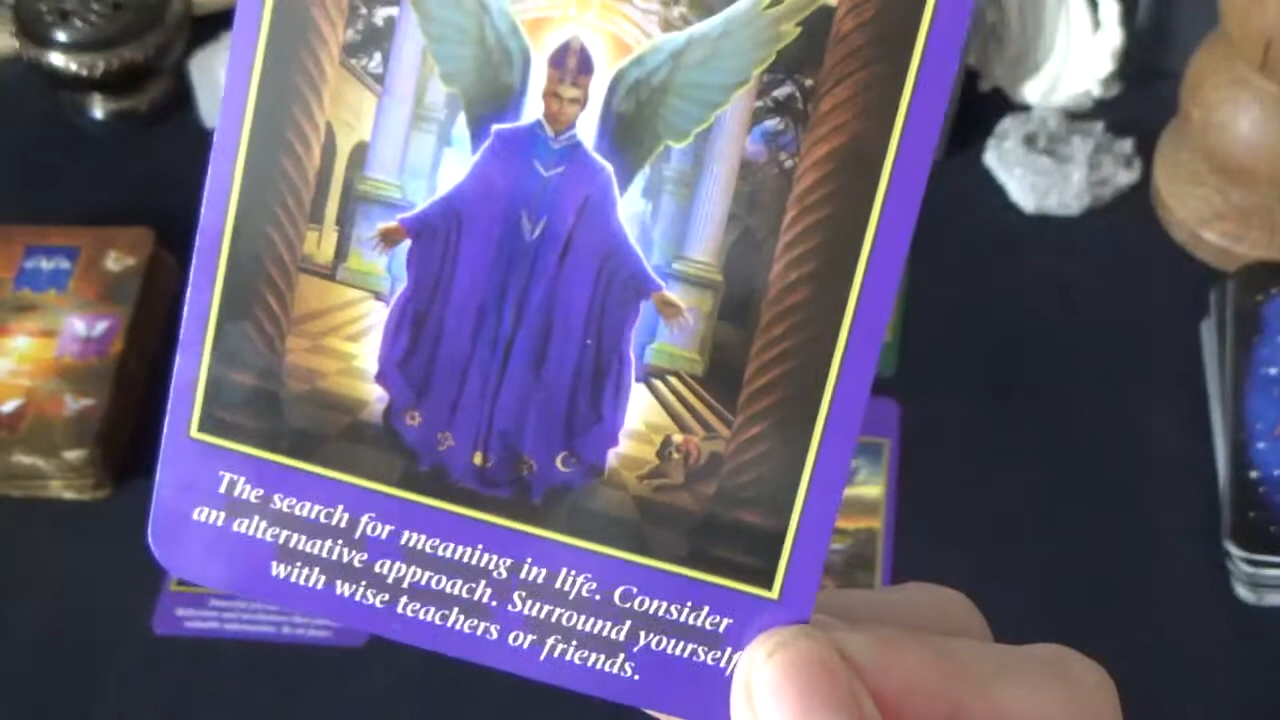 The search for meaning in life. Consider
an alternative approach. Surround yourself
with wise teachers or friends.